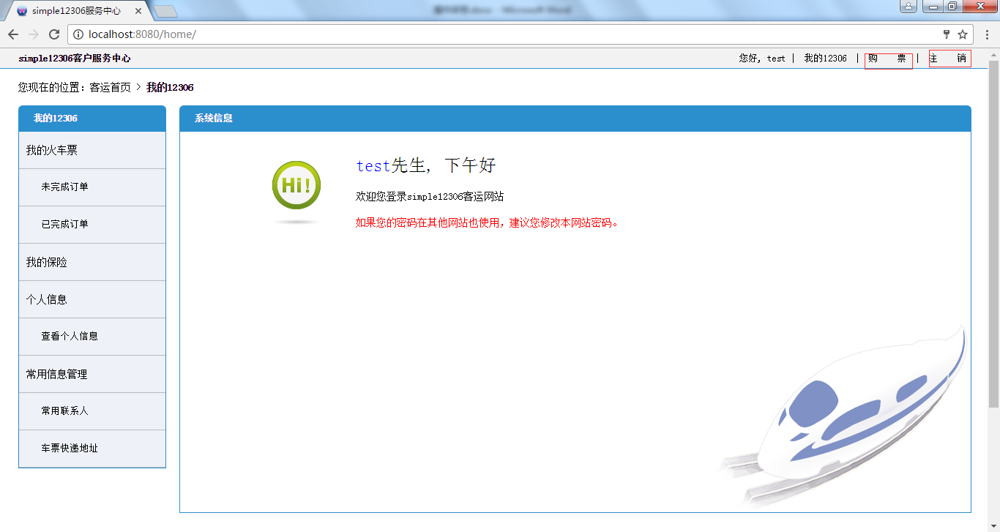 simple12306服务中心
localhost:8080/home/
simple12306客户服务中心
您好, test | 我的12306 | 购 票 | 注 销
您现在的位置: 客运首页 > 我的12306
我的12306
我的火车票
未完成订单
已完成订单
我的保险
个人信息
查看个人信息
常用信息管理
常用联系人
车票快递地址
系统信息
Hi!
test先生, 下午好
欢迎您登录simple12306客运网站
如果您的密码在其他网站也使用, 建议您修改本网站密码。